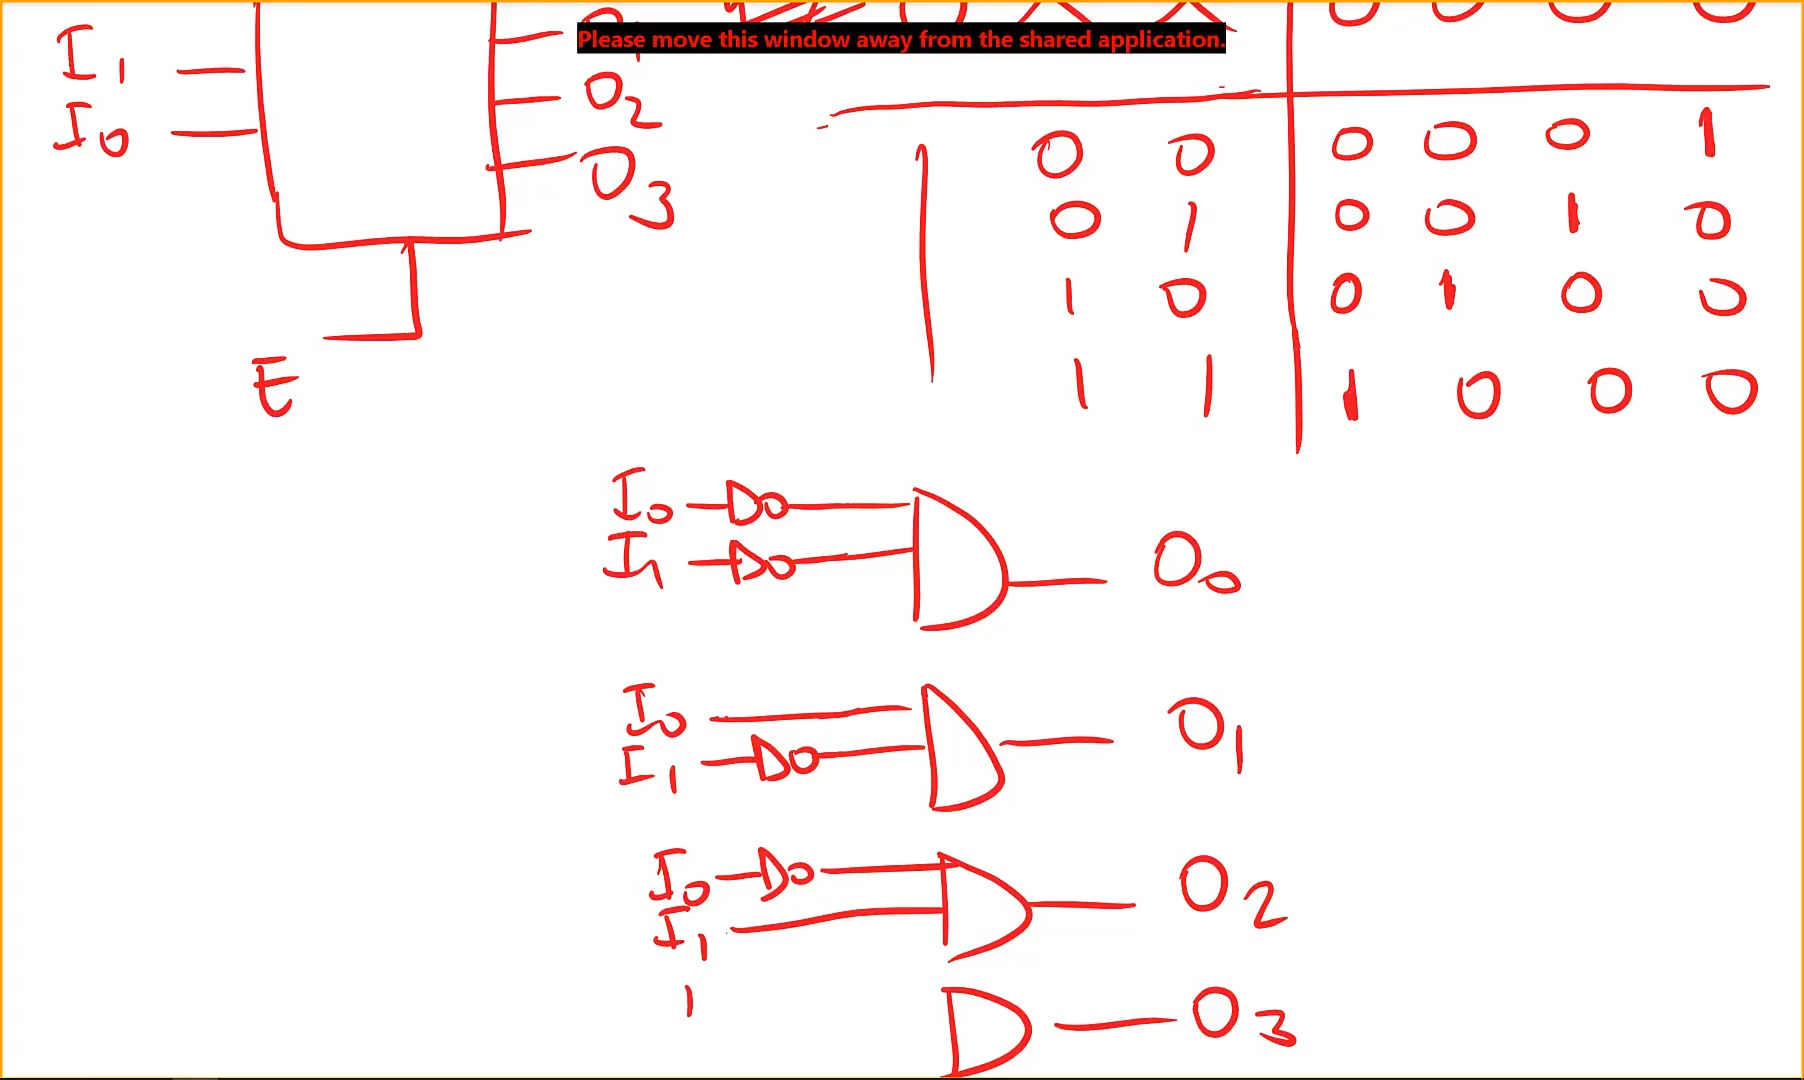 Please move this window away from the shared application.
I1
I0
O2
O3
E
0 0 0 0 0 1
0 1 0 0 1 0
1 0 0 1 0 0
1 1 1 0 0 0
I0
I1
O0
I0
I1
O1
I0
I1
O2
O3